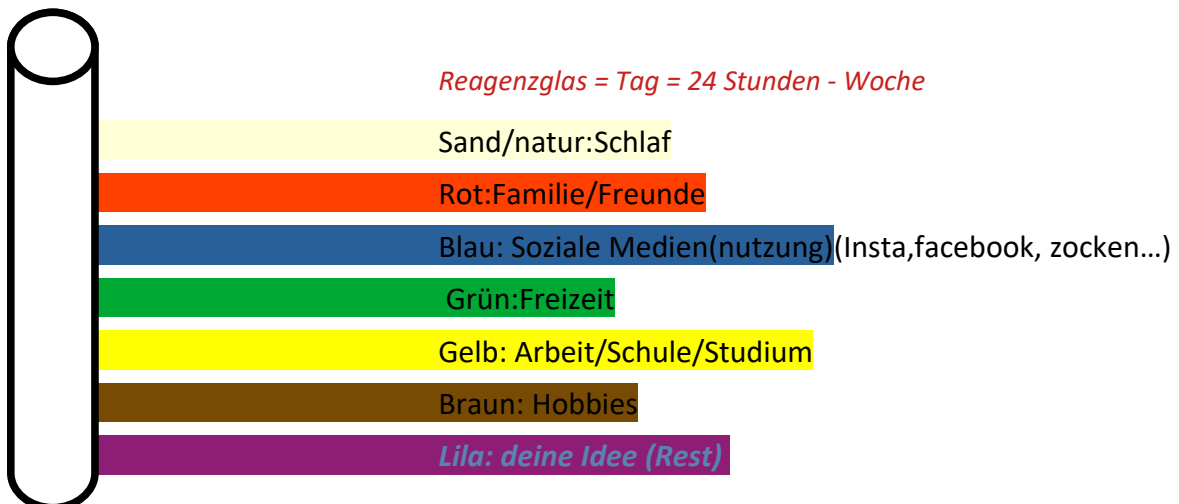 Reagenzglas = Tag = 24 Stunden - Woche
Sand/natur:Schlaf
Rot:Familie/Freunde
Blau: Soziale Medien(nutzung)(Insta,facebook, zocken…)
Grün:Freizeit
Gelb: Arbeit/Schule/Studium
Braun: Hobbies
Lila: deine Idee (Rest)